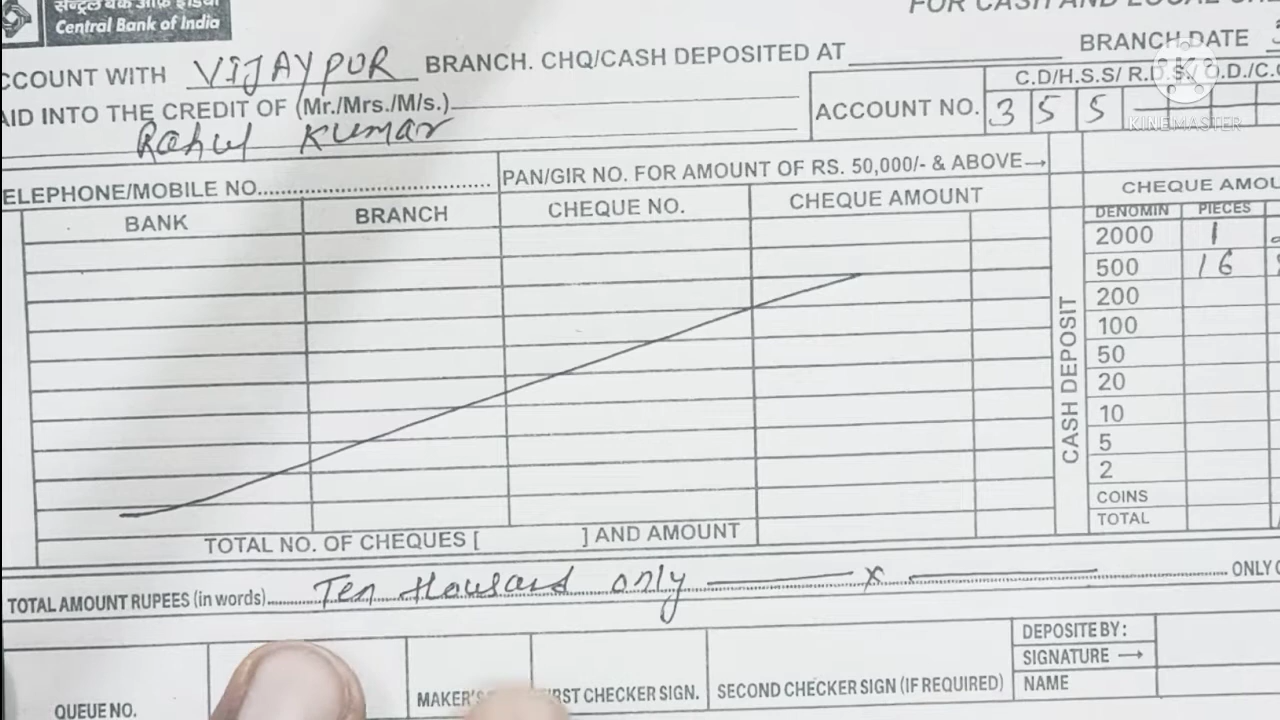 सेन्ट्रल बैंक ऑफ़ इंडिया
Central Bank of India
FOR CASH AND LOCAL
CCOUNT WITH VIJAYPUR BRANCH. CHQ/CASH DEPOSITED AT BRANCH DATE
AID INTO THE CREDIT OF (Mr./Mrs./M/s.)
Rahul Kumar
C.D/H.S.S/ R.D.S./ O.D./C.C
ACCOUNT NO. 3 5 5
KINEMASTER
ELEPHONE/MOBILE NO. PAN/GIR NO. FOR AMOUNT OF RS. 50,000/- & ABOVE→
BANK BRANCH CHEQUE NO. CHEQUE AMOUNT
CHEQUE AMOU
DENOMIN PIECES
2000 1
500 16
200
100
50
20
10
5
2
COINS
TOTAL
CASH DEPOSIT
TOTAL NO. OF CHEQUES [ ] AND AMOUNT
TOTAL AMOUNT RUPEES (in words) Ten thousand only x ONLY
DEPOSITE BY:
SIGNATURE →
NAME
QUEUE NO. MAKER'S FIRST CHECKER SIGN. SECOND CHECKER SIGN (IF REQUIRED)